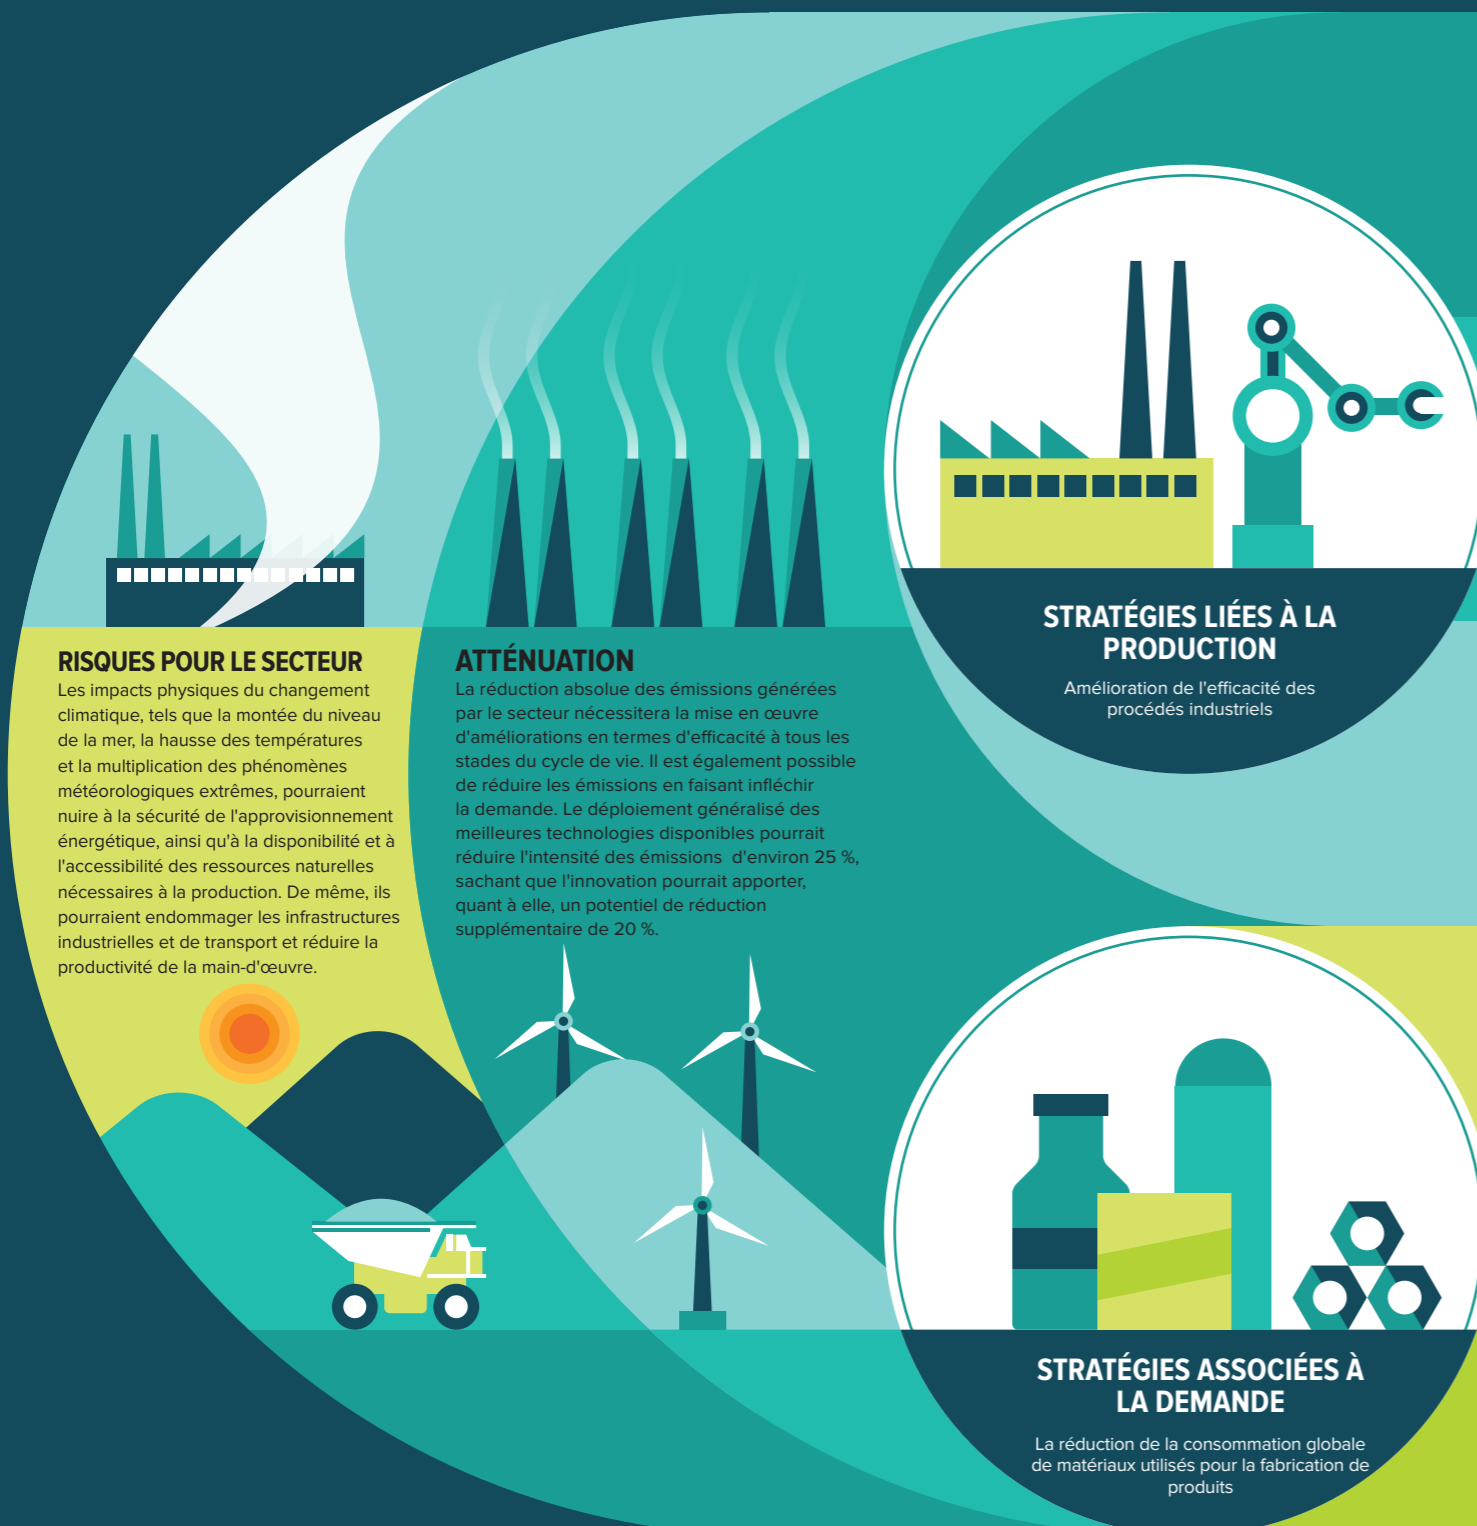 RISQUES POUR LE SECTEUR
Les impacts physiques du changement
climatique, tels que la montée du niveau
de la mer, la hausse des températures
et la multiplication des phénomènes
météorologiques extrêmes, pourraient
nuire à la sécurité de l'approvisionnement
énergétique, ainsi qu'à la disponibilité et à
l'accessibilité des ressources naturelles
nécessaires à la production. De même, ils
pourraient endommager les infrastructures
industrielles et de transport et réduire la
productivité de la main-d'œuvre.
ATTÉNUATION
La réduction absolue des émissions générées
par le secteur nécessitera la mise en œuvre
d'améliorations en termes d'efficacité à tous les
stades du cycle de vie. Il est également possible
de réduire les émissions en faisant infléchir
la demande. Le déploiement généralisé des
meilleures technologies disponibles pourrait
réduire l'intensité des émissions d'environ 25 %,
sachant que l'innovation pourrait apporter,
quant à elle, un potentiel de réduction
supplémentaire de 20 %.
STRATÉGIES LIÉES À LA
PRODUCTION
Amélioration de l'efficacité des
procédés industriels
STRATÉGIES ASSOCIÉES À
LA DEMANDE
La réduction de la consommation globale
de matériaux utilisés pour la fabrication de
produits